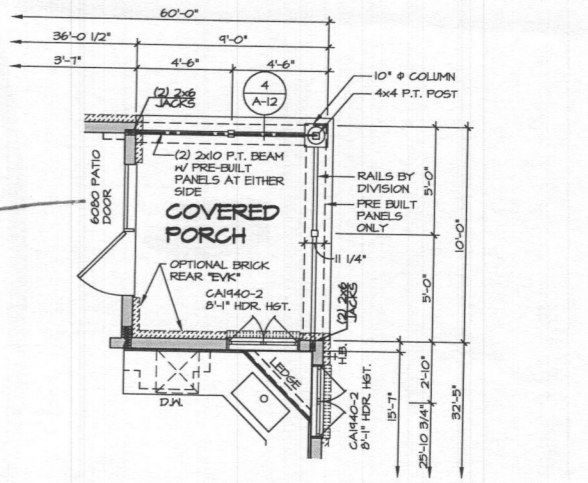 60'-0"
36'-0 1/2"
9'-0"
3'-7"
4'-6"
4'-6"
4
A-12
10" ϕ COLUMN
4x4 P.T. POST
(2) 2x6
JACKS
(2) 2x10 P.T. BEAM
W/ PRE-BUILT
PANELS AT EITHER
SIDE
6080 PATIO
DOOR
COVERED
PORCH
RAILS BY
DIVISION
PRE BUILT
PANELS
ONLY
5'-0"
10'-0"
11 1/4"
OPTIONAL BRICK
REAR "EVK"
CA1940-2
8'-1" HDR. HGT.
(2) 2x6
JACKS
5'-0"
H.B.
LEDGE
D.W.
CA1940-2
8'-1" HDR. HGT.
15'-7"
2'-10"
25'-10 3/4"
32'-5"